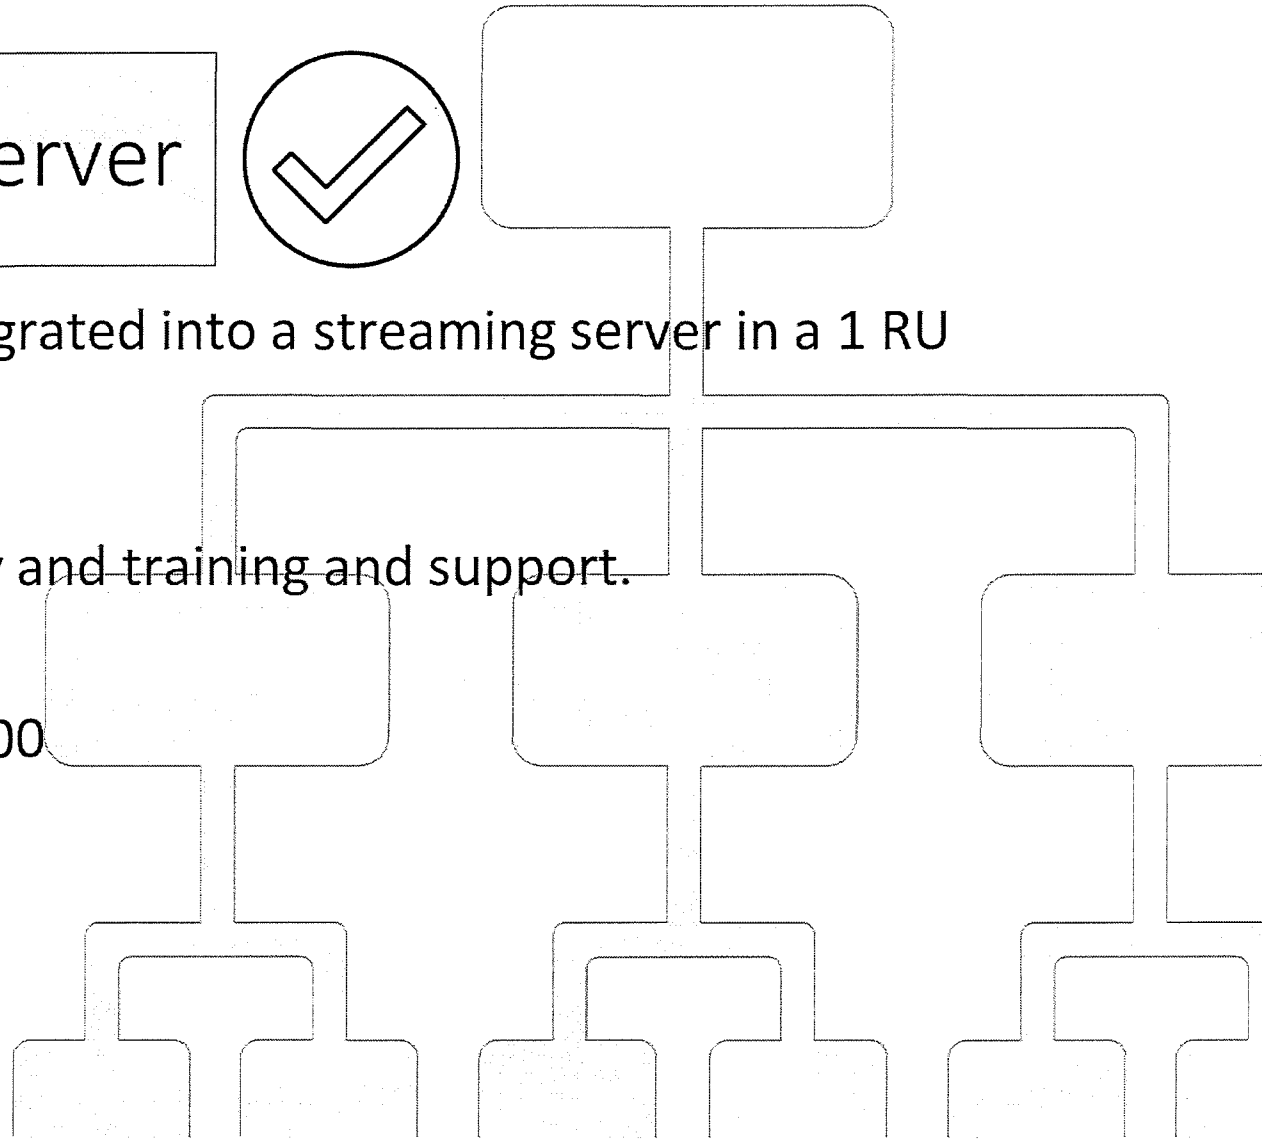 erver
grated into a streaming server in a 1 RU
and training and support.
00